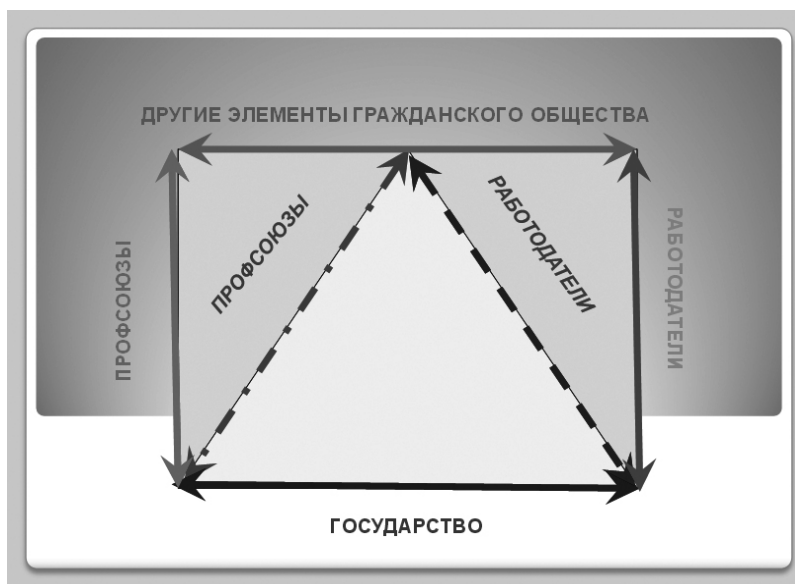 ДРУГИЕ ЭЛЕМЕНТЫ ГРАЖДАНСКОГО ОБЩЕСТВА
ПРОФСОЮЗЫ
ПРОФСОЮЗЫ
РАБОТОДАТЕЛИ
РАБОТОДАТЕЛИ
ГОСУДАРСТВО